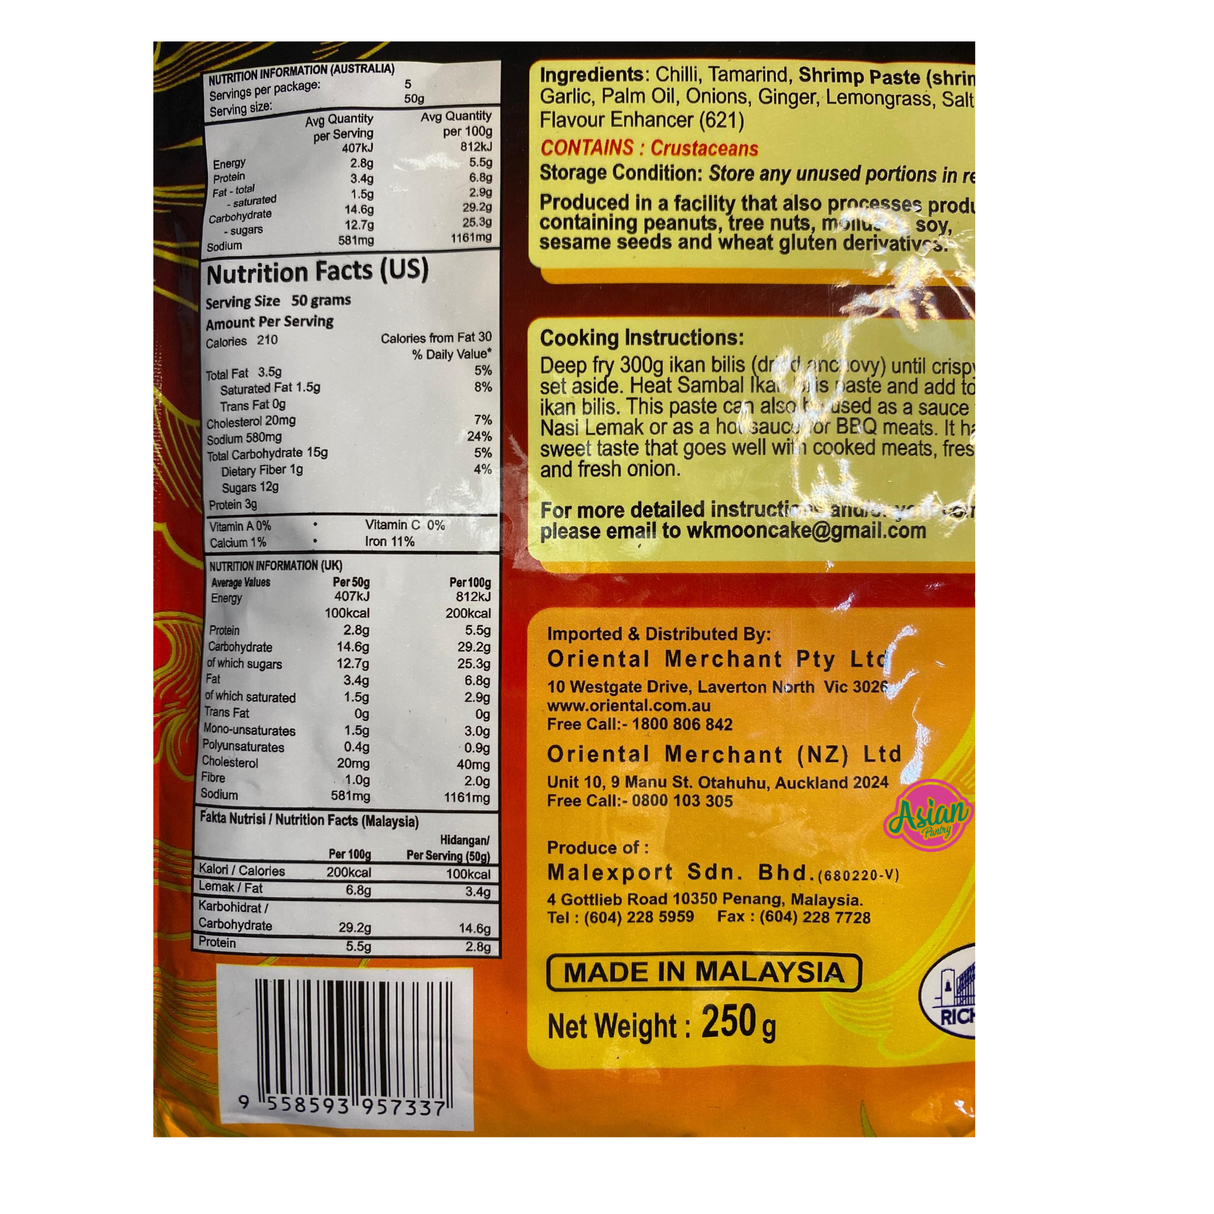 NUTRITION INFORMATION (AUSTRALIA)
Servings per package: 5
Serving size: 50g
Avg Quantity Avg Quantity
per Serving per 100g
Energy 407kJ 812kJ
Protein 2.8g 5.5g
Fat - total 3.4g 6.8g
- saturated 1.5g 2.9g
Carbohydrate 14.6g 29.2g
- sugars 12.7g 25.3g
Sodium 581mg 1161mg
Nutrition Facts (US)
Serving Size 50 grams
Amount Per Serving
Calories 210 Calories from Fat 30
% Daily Value*
Total Fat 3.5g 5%
Saturated Fat 1.5g 8%
Trans Fat 0g
Cholesterol 20mg 7%
Sodium 580mg 24%
Total Carbohydrate 15g 5%
Dietary Fiber 1g 4%
Sugars 12g
Protein 3g
Vitamin A 0% • Vitamin C 0%
Calcium 1% • Iron 11%
NUTRITION INFORMATION (UK)
Average Values Per 50g Per 100g
Energy 407kJ 812kJ
100kcal 200kcal
Protein 2.8g 5.5g
Carbohydrate 14.6g 29.2g
of which sugars 12.7g 25.3g
Fat 3.4g 6.8g
of which saturated 1.5g 2.9g
Trans Fat 0g 0g
Mono-unsaturates 1.5g 3.0g
Polyunsaturates 0.4g 0.9g
Cholesterol 20mg 40mg
Fibre 1.0g 2.0g
Sodium 581mg 1161mg
Fakta Nutrisi / Nutrition Facts (Malaysia)
Hidangan/
Per 100g Per Serving (50g)
Kalori / Calories 200kcal 100kcal
Lemak / Fat 6.8g 3.4g
Karbohidrat /
Carbohydrate 29.2g 14.6g
Protein 5.5g 2.8g
9 558593 957337
Ingredients: Chilli, Tamarind, Shrimp Paste (shrim
Garlic, Palm Oil, Onions, Ginger, Lemongrass, Salt
Flavour Enhancer (621)
CONTAINS : Crustaceans
Storage Condition: Store any unused portions in re
Produced in a facility that also processes produ
containing peanuts, tree nuts, soy,
sesame seeds and wheat gluten derivatives.
Cooking Instructions:
Deep fry 300g ikan bilis (dried anchovy) until crispy
set aside. Heat Sambal Ikan Bilis paste and add to
ikan bilis. This paste can also be used as a sauce
Nasi Lemak or as a hot sauce for BBQ meats. It ha
sweet taste that goes well with cooked meats, fres
and fresh onion.
For more detailed instructions
please email to wkmooncake@gmail.com
Imported & Distributed By:
Oriental Merchant Pty Ltd
10 Westgate Drive, Laverton North Vic 3026
www.oriental.com.au
Free Call:- 1800 806 842
Oriental Merchant (NZ) Ltd
Unit 10, 9 Manu St. Otahuhu, Auckland 2024
Free Call:- 0800 103 305
Asian
Pantry
Produce of :
Malexport Sdn. Bhd. (680220-V)
4 Gottlieb Road 10350 Penang, Malaysia.
Tel : (604) 228 5959 Fax : (604) 228 7728
MADE IN MALAYSIA
Net Weight : 250 g
RICH